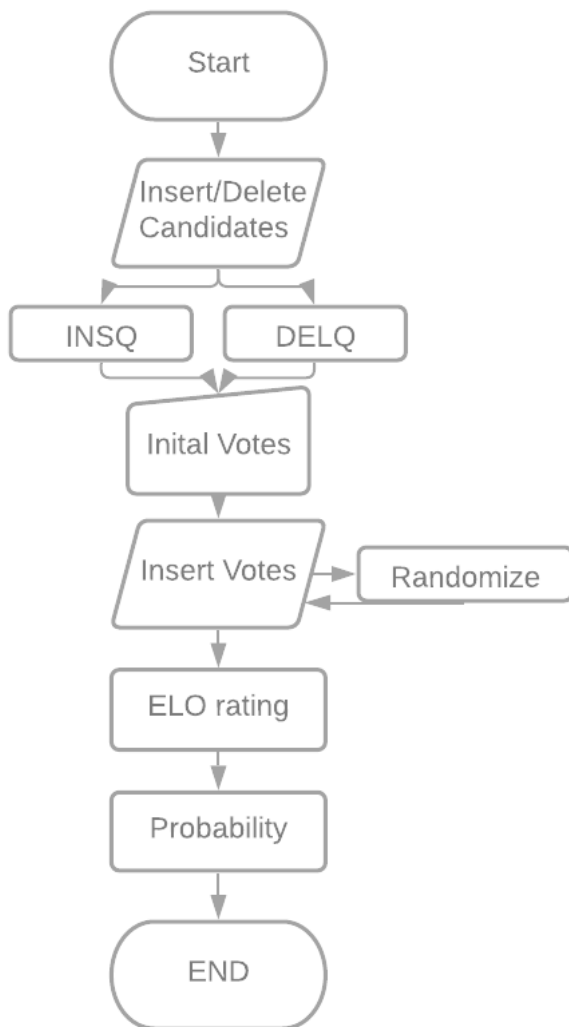 Start
Insert/Delete
Candidates
INSQ
DELQ
Inital Votes
Insert Votes
Randomize
ELO rating
Probability
END